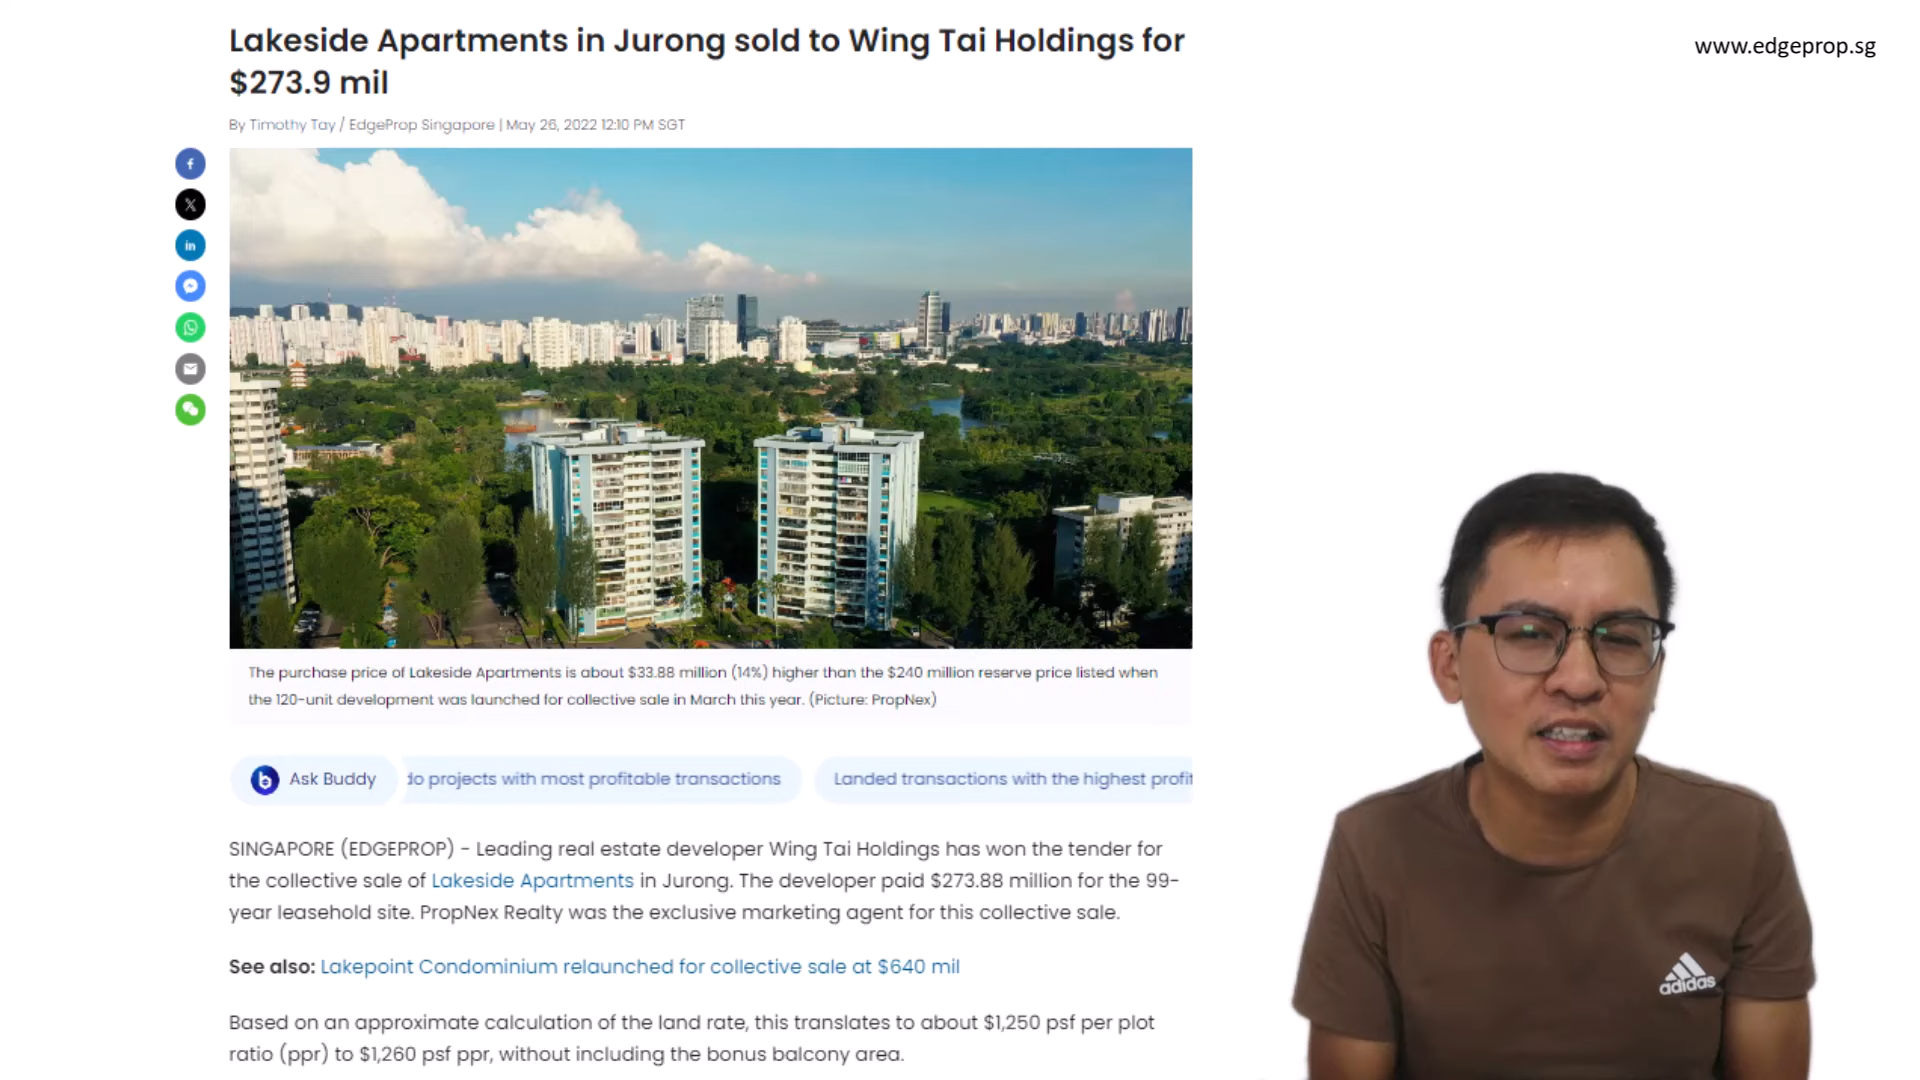 Lakeside Apartments in Jurong sold to Wing Tai Holdings for
$273.9 mil
www.edgeprop.sg
By Timothy Tay / EdgeProp Singapore | May 26, 2022 12:10 PM SGT
The purchase price of Lakeside Apartments is about $33.88 million (14%) higher than the $240 million reserve price listed when
the 120-unit development was launched for collective sale in March this year. (Picture: PropNex)
Ask Buddy
do projects with most profitable transactions
Landed transactions with the highest profit
SINGAPORE (EDGEPROP) - Leading real estate developer Wing Tai Holdings has won the tender for
the collective sale of Lakeside Apartments in Jurong. The developer paid $273.88 million for the 99-
year leasehold site. PropNex Realty was the exclusive marketing agent for this collective sale.
See also: Lakepoint Condominium relaunched for collective sale at $640 mil
Based on an approximate calculation of the land rate, this translates to about $1,250 psf per plot
ratio (ppr) to $1,260 psf ppr, without including the bonus balcony area.
adidas